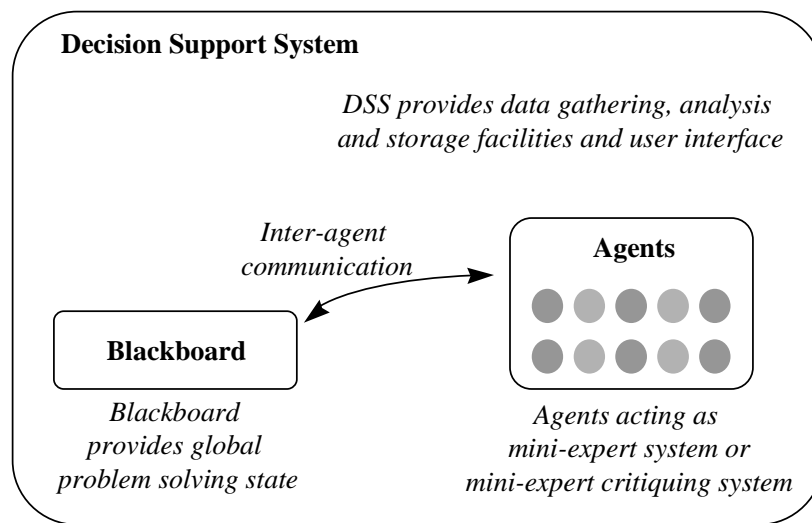 Decision Support System
DSS provides data gathering, analysis
and storage facilities and user interface
Inter-agent
communication
Agents
Blackboard
Blackboard
provides global
problem solving state
Agents acting as
mini-expert system or
mini-expert critiquing system